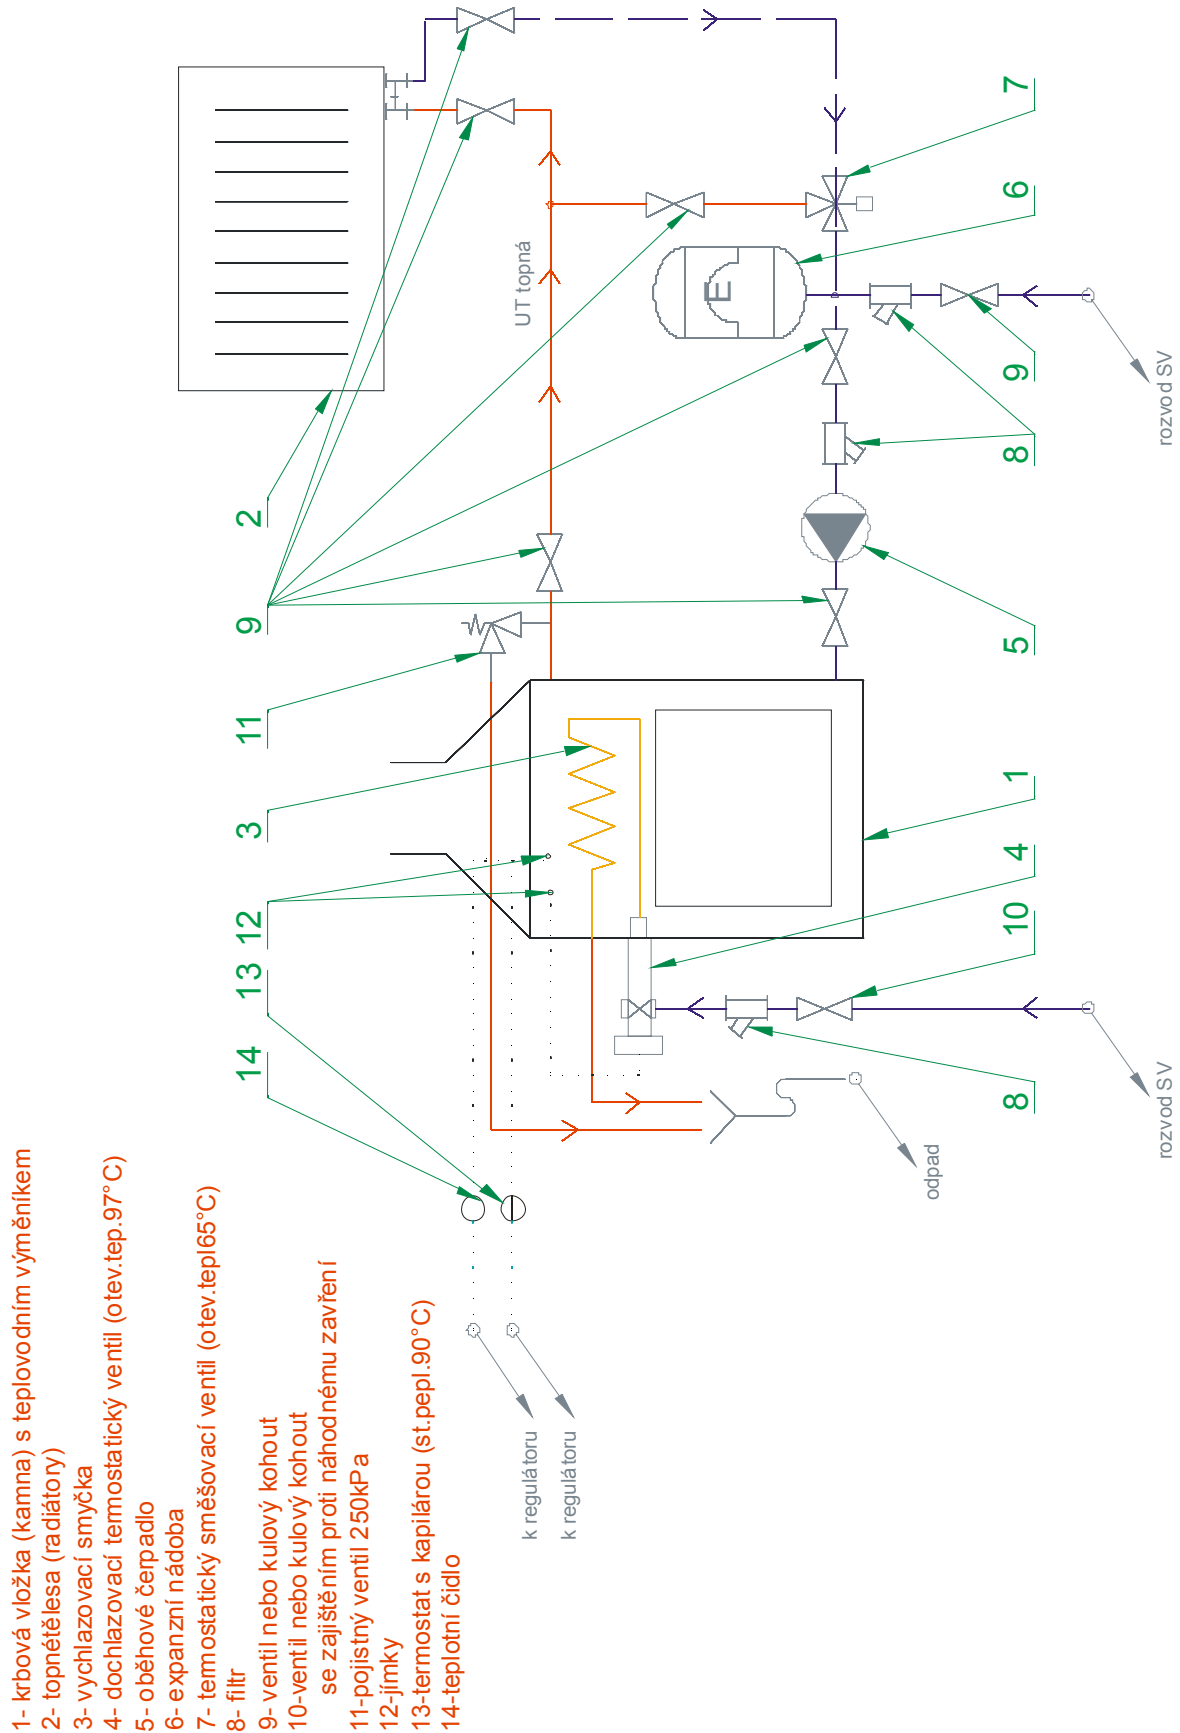 1- krbová vložka (kamna) s teplovodním výměníkem
2- topnétělesa (radiátory)
3- vychlazovací smyčka
4- dochlazovací termostatický ventil (otev.tep.97°C)
5- oběhové čerpadlo
6- expanzní nádoba
7- termostatický směšovací ventil (otev.tepl65°C)
8- filtr
9- ventil nebo kulový kohout
10-ventil nebo kulový kohout
se zajištěním proti náhodnému zavření
11-pojistný ventil 250kPa
12-jímky
13-termostat s kapilárou (st.pepl.90°C)
14-teplotní čidlo
14
13
12
3
11
9
2
k regulátoru
k regulátoru
UT topná
E
odpad
8
10
4
1
5
8
9
6
7
rozvod SV
rozvod SV